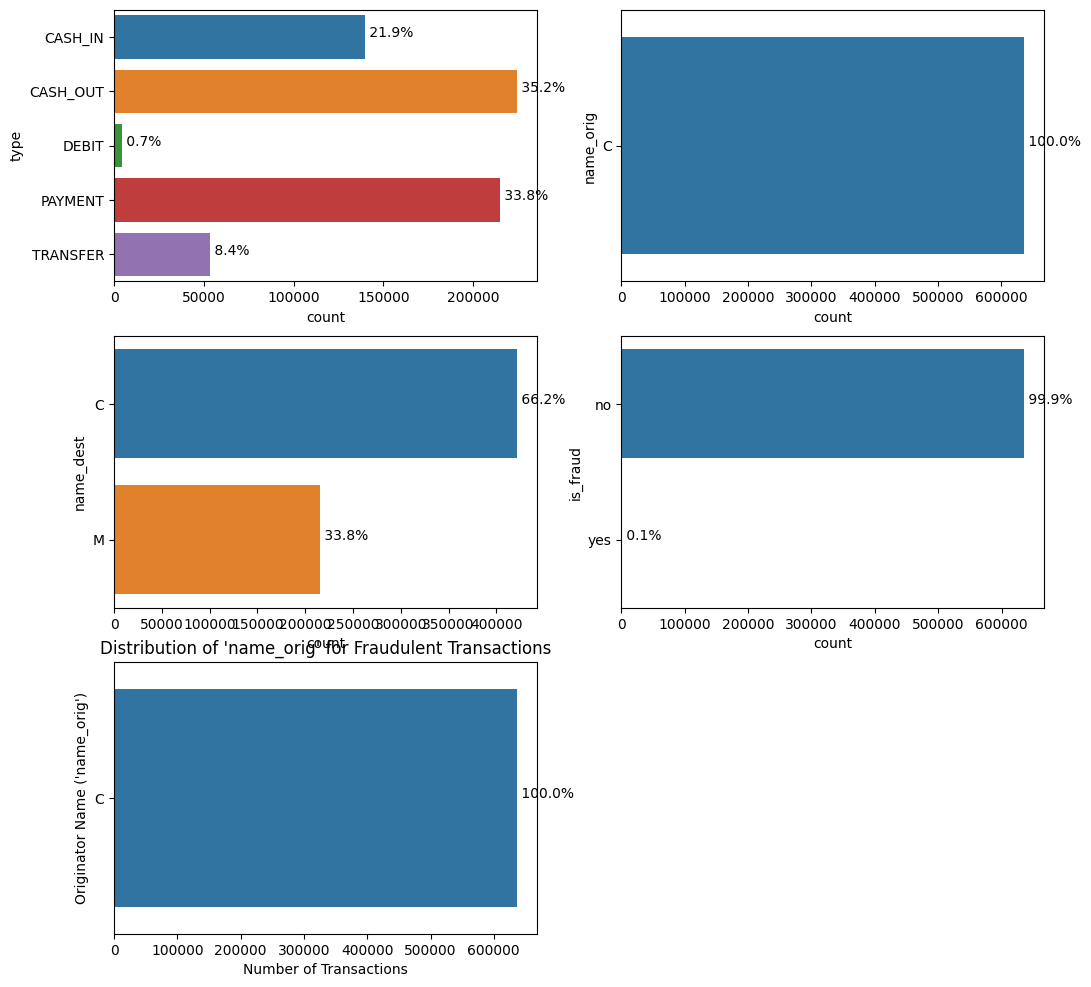 type
CASH_IN
CASH_OUT
DEBIT
PAYMENT
TRANSFER
21.9%
35.2%
0.7%
33.8%
8.4%
0 50000 100000 150000 200000
count
name_orig
C
100.0%
0 100000 200000 300000 400000 500000 600000
count
name_dest
C
M
66.2%
33.8%
0 50000 100000 150000 200000 250000 300000 350000 400000
count
is_fraud
no
yes
99.9%
0.1%
0 100000 200000 300000 400000 500000 600000
count
Distribution of 'name_orig' for Fraudulent Transactions
Originator Name ('name_orig')
C
100.0%
0 100000 200000 300000 400000 500000 600000
Number of Transactions